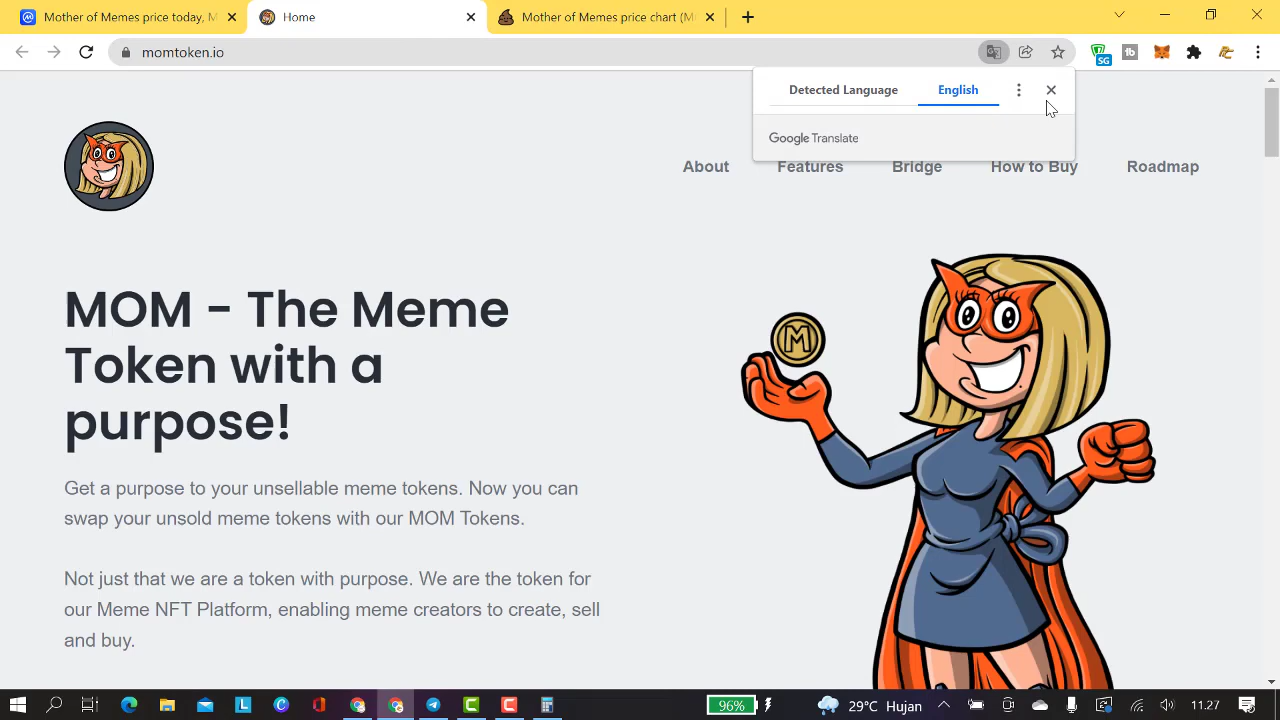 Mother of Memes price today, M
Home
Mother of Memes price chart (M
momtoken.io
SG
Detected Language
English
Google Translate
About
Features
Bridge
How to Buy
Roadmap
MOM - The Meme
Token with a
purpose!
M
Get a purpose to your unsellable meme tokens. Now you can
swap your unsold meme tokens with our MOM Tokens.
Not just that we are a token with purpose. We are the token for
our Meme NFT Platform, enabling meme creators to create, sell
and buy.
96%
29°C Hujan
11.27